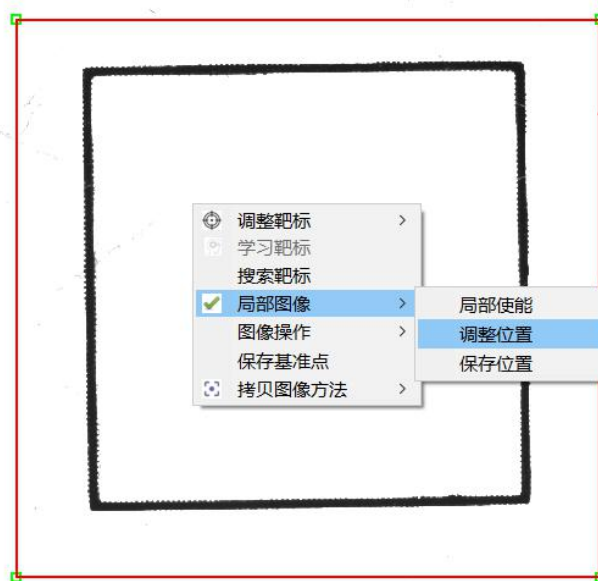 调整靶标
学习靶标
搜索靶标
局部图像
图像操作
保存基准点
拷贝图像方法
局部使能
调整位置
保存位置